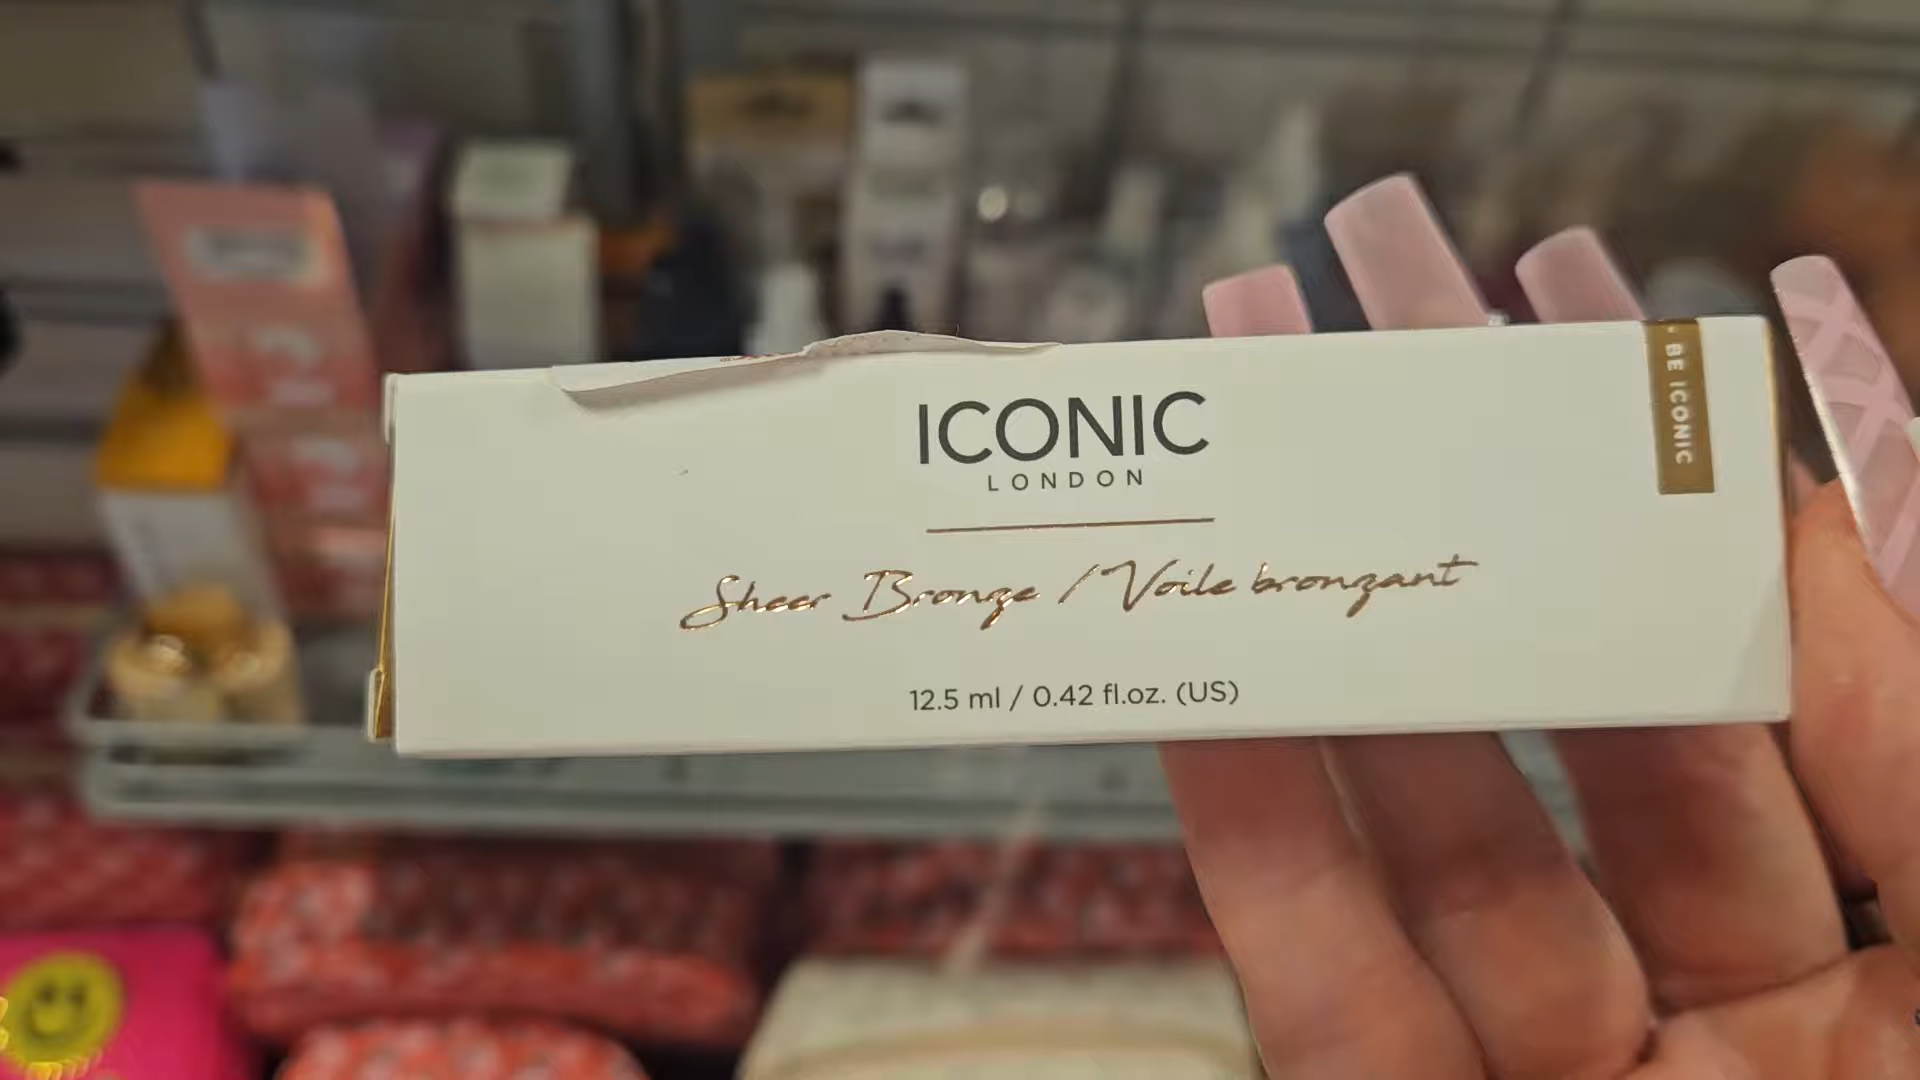 ICONIC
LONDON
Sheer Bronze / Voile bronzant
12.5 ml / 0.42 fl.oz. (US)
BE ICONIC